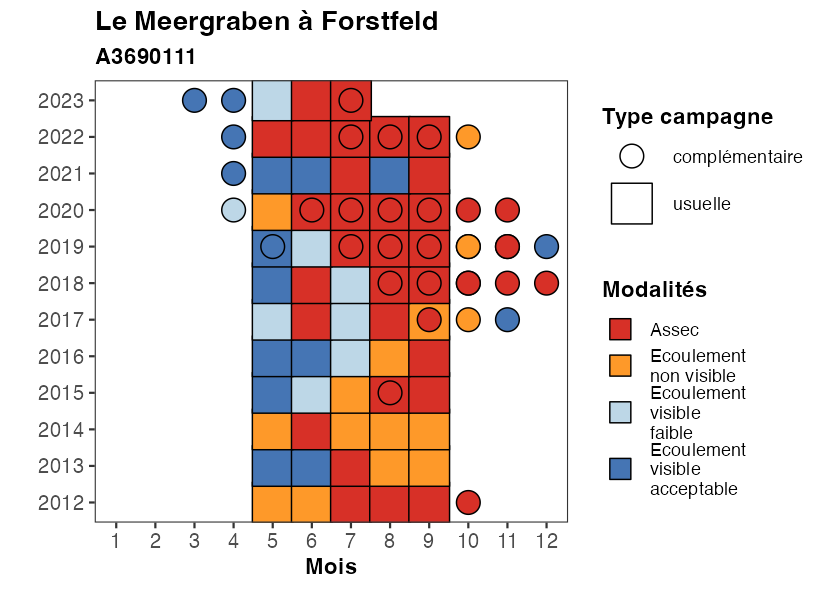 Le Meergraben à Forstfeld
A3690111
2023
2022
2021
2020
2019
2018
2017
2016
2015
2014
2013
2012
1 2 3 4 5 6 7 8 9 10 11 12
Mois
Type campagne
complémentaire
usuelle
Modalités
Assec
Ecoulement
non visible
Ecoulement
visible
faible
Ecoulement
visible
acceptable